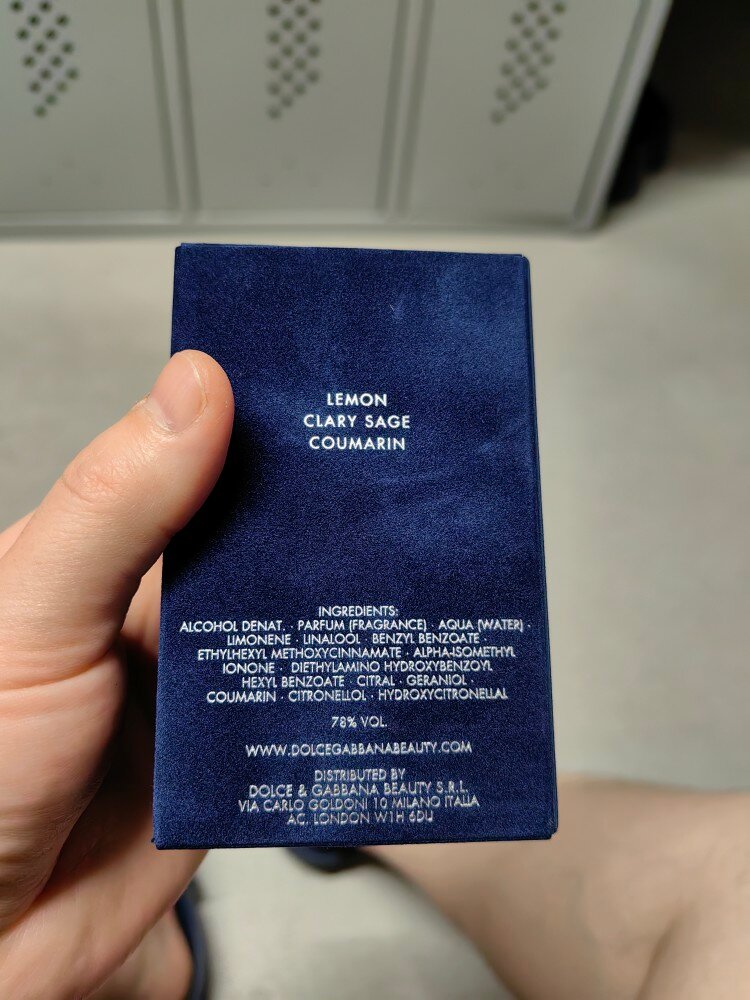 LEMON
CLARY SAGE
COUMARIN
INGREDIENTS:
ALCOHOL DENAT. · PARFUM (FRAGRANCE) · AQUA (WATER) ·
LIMONENE · LINALOOL · BENZYL BENZOATE ·
ETHYLHEXYL METHOXYCINNAMATE · ALPHA-ISOMETHYL
IONONE · DIETHYLAMINO HYDROXYBENZOYL
HEXYL BENZOATE · CITRAL · GERANIOL ·
COUMARIN · CITRONELLOL · HYDROXYCITRONELLAL
78% VOL.
WWW.DOLCEGABBANABEAUTY.COM
DISTRIBUTED BY
DOLCE & GABBANA BEAUTY S.R.L.
VIA CARLO GOLDONI 10 MILANO ITALIA
AC. LONDON W1H 6DU